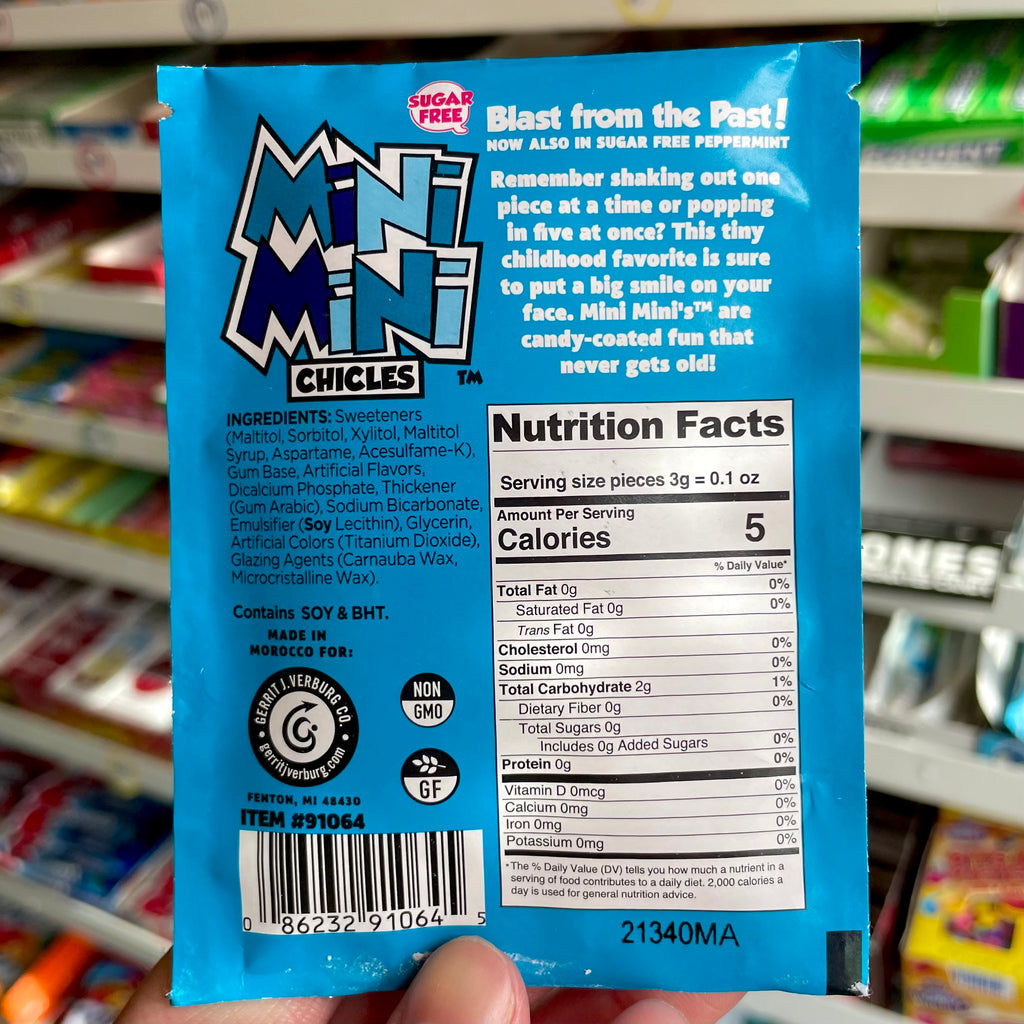 SUGAR
FREE
MiNi
MiNi
CHICLES TM
Blast from the Past!
NOW ALSO IN SUGAR FREE PEPPERMINT
Remember shaking out one
piece at a time or popping
in five at once? This tiny
childhood favorite is sure
to put a big smile on your
face. Mini Mini's™ are
candy-coated fun that
never gets old!
INGREDIENTS: Sweeteners
(Maltitol, Sorbitol, Xylitol, Maltitol
Syrup, Aspartame, Acesulfame-K),
Gum Base, Artificial Flavors,
Dicalcium Phosphate, Thickener
(Gum Arabic), Sodium Bicarbonate,
Emulsifier (Soy Lecithin), Glycerin,
Artificial Colors (Titanium Dioxide),
Glazing Agents (Carnauba Wax,
Microcristalline Wax).
Contains SOY & BHT.
MADE IN
MOROCCO FOR:
GERRIT J. VERBURG CO.
gerritjverburg.com
NON
GMO
GF
FENTON, MI 48430
ITEM #91064
0 86232 91064 5
Nutrition Facts
Serving size pieces 3g = 0.1 oz
Amount Per Serving
Calories 5
% Daily Value*
Total Fat 0g 0%
Saturated Fat 0g 0%
Trans Fat 0g
Cholesterol 0mg 0%
Sodium 0mg 0%
Total Carbohydrate 2g 1%
Dietary Fiber 0g 0%
Total Sugars 0g
Includes 0g Added Sugars 0%
Protein 0g 0%
Vitamin D 0mcg 0%
Calcium 0mg 0%
Iron 0mg 0%
Potassium 0mg 0%
*The % Daily Value (DV) tells you how much a nutrient in a
serving of food contributes to a daily diet. 2,000 calories a
day is used for general nutrition advice.
21340MA
ONES